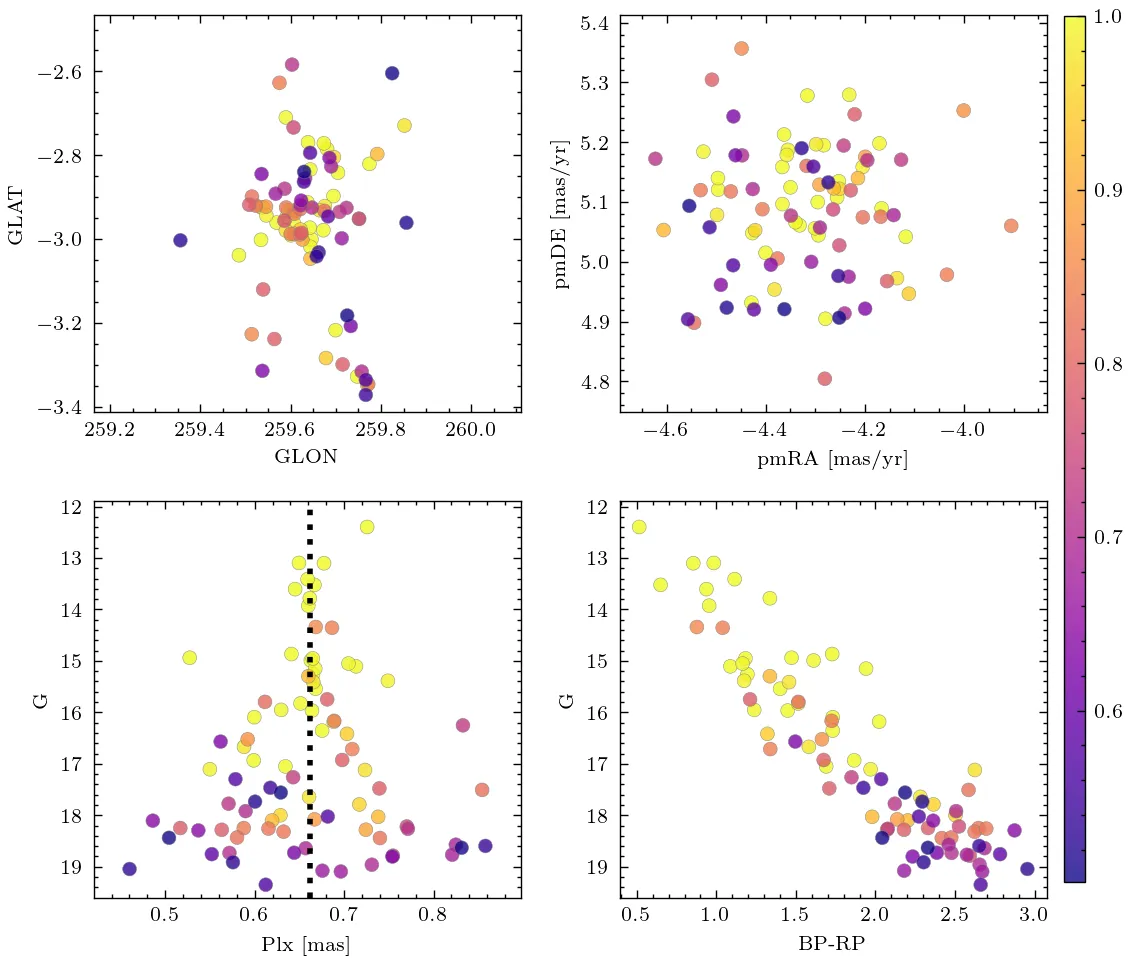 −2.6
−2.8
−3.0
−3.2
−3.4
GLAT
259.2 259.4 259.6 259.8 260.0
GLON
5.4
5.3
5.2
5.1
5.0
4.9
4.8
pmDE [mas/yr]
−4.6 −4.4 −4.2 −4.0
pmRA [mas/yr]
1.0
0.9
0.8
0.7
0.6
12
13
14
15
16
17
18
19
G
0.5 0.6 0.7 0.8
Plx [mas]
12
13
14
15
16
17
18
19
G
0.5 1.0 1.5 2.0 2.5 3.0
BP-RP